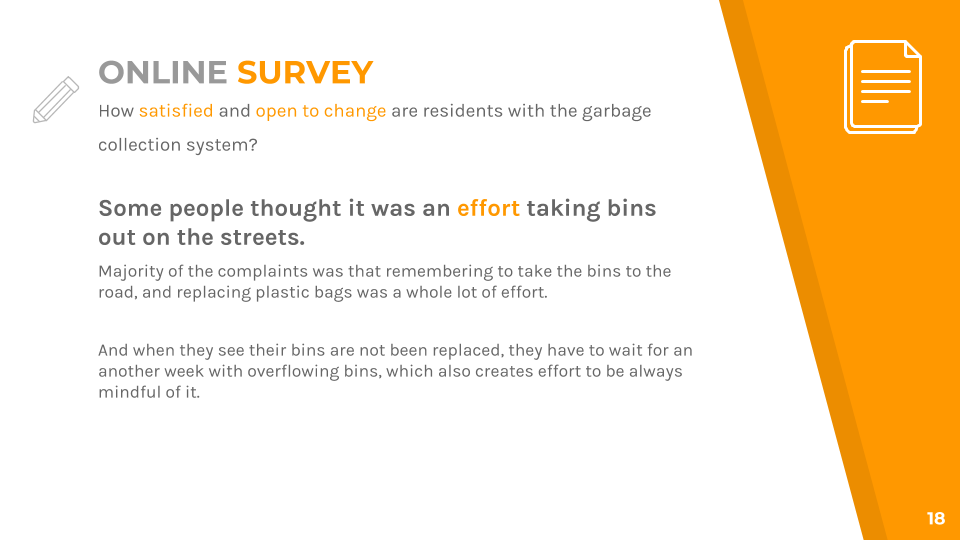 ONLINE SURVEY
How satisfied and open to change are residents with the garbage
collection system?
Some people thought it was an effort taking bins
out on the streets.
Majority of the complaints was that remembering to take the bins to the
road, and replacing plastic bags was a whole lot of effort.
And when they see their bins are not been replaced, they have to wait for an
another week with overflowing bins, which also creates effort to be always
mindful of it.
18